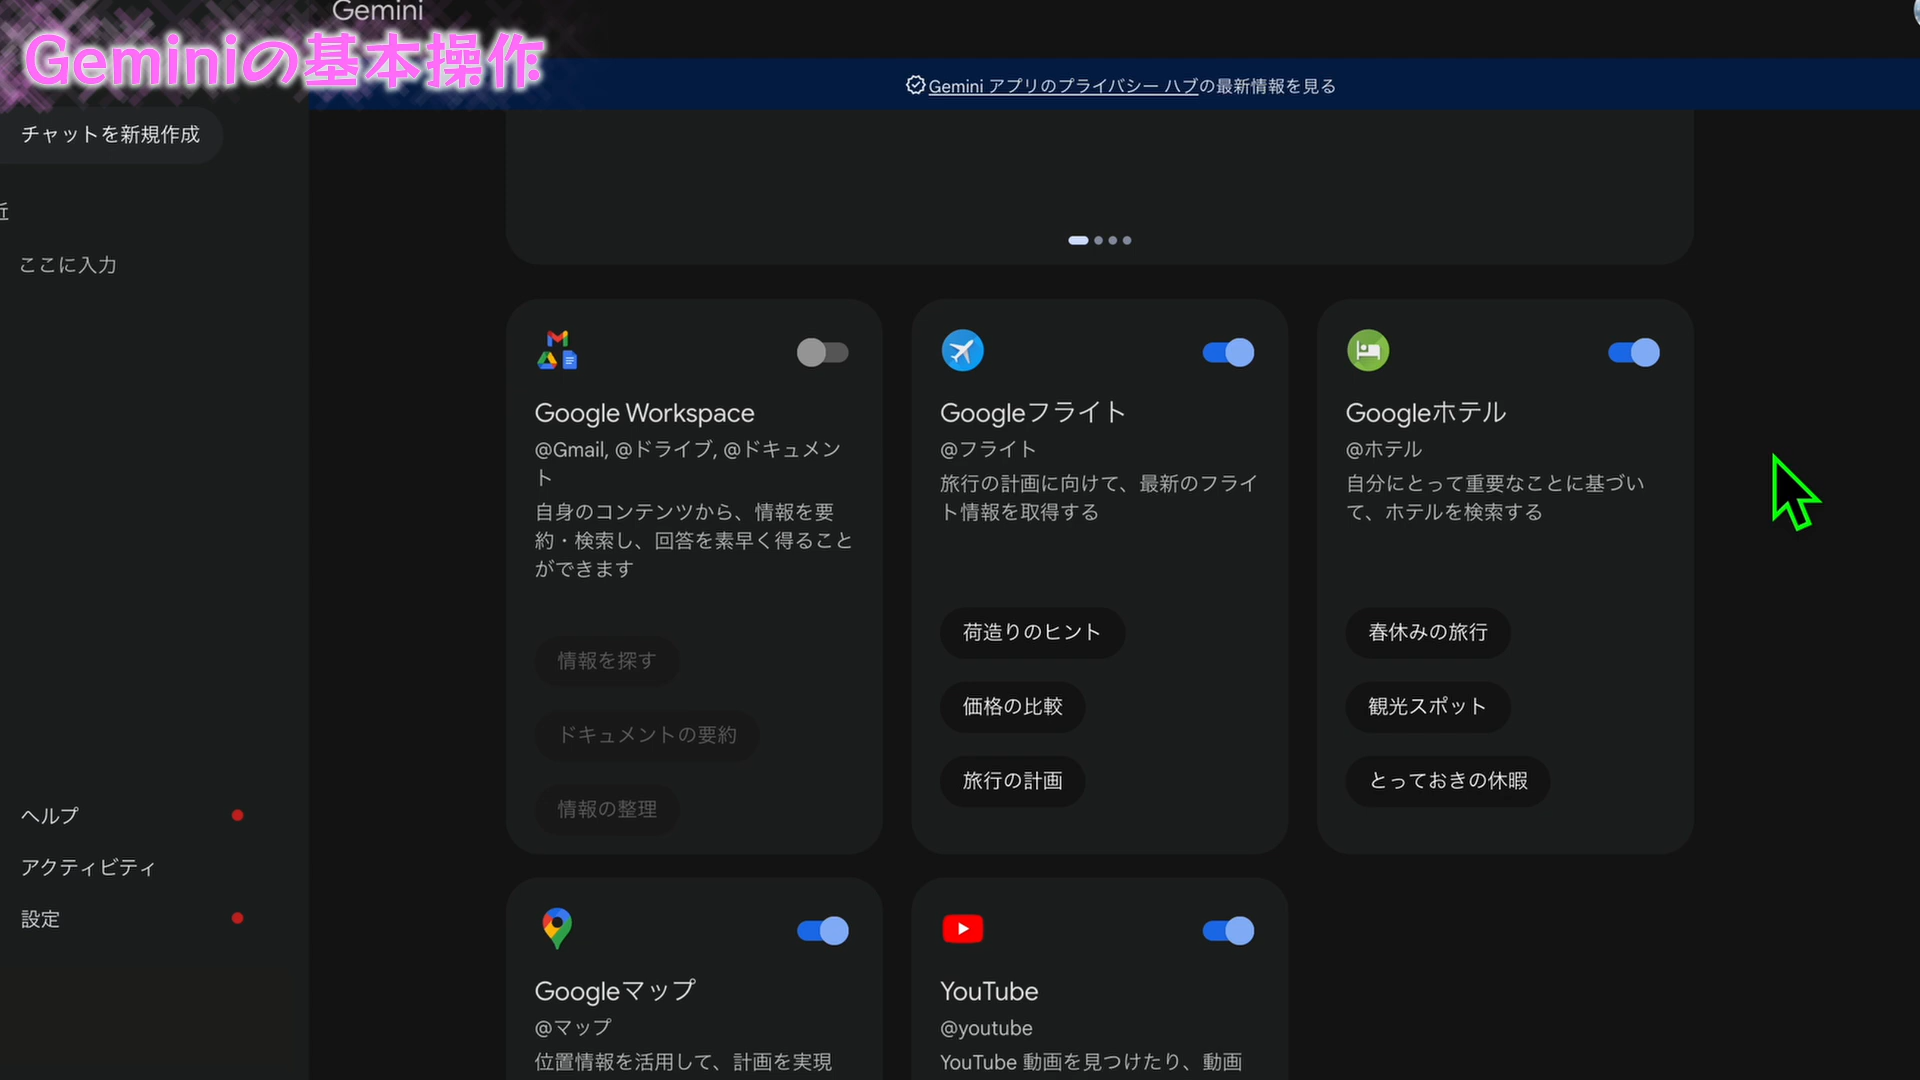 Gemini
Geminiの基本操作
Gemini アプリのプライバシー ハブの最新情報を見る
チャットを新規作成
近
ここに入力
Google Workspace
@Gmail, @ドライブ, @ドキュメン
ト
自身のコンテンツから、情報を要
約・検索し、回答を素早く得ること
ができます
情報を探す
ドキュメントの要約
情報の整理
Googleフライト
@フライト
旅行の計画に向けて、最新のフライ
ト情報を取得する
荷造りのヒント
価格の比較
旅行の計画
Googleホテル
@ホテル
自分にとって重要なことに基づい
て、ホテルを検索する
春休みの旅行
観光スポット
とっておきの休暇
ヘルプ
アクティビティ
設定
Googleマップ
@マップ
位置情報を活用して、計画を実現
YouTube
@youtube
YouTube 動画を見つけたり、動画